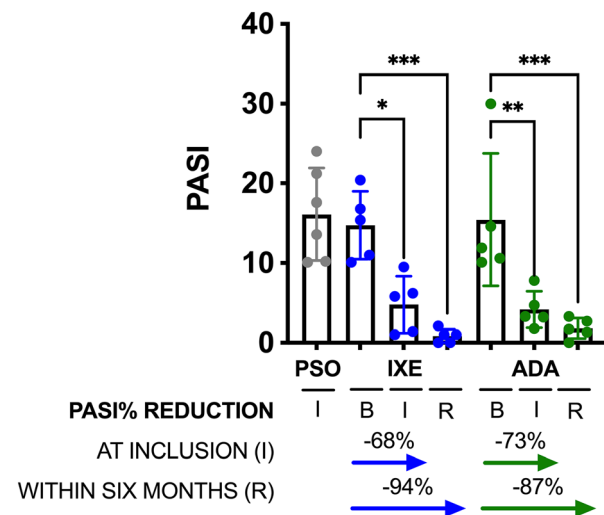 40
*** ***
* **
30
20
10
0
PASI
PSO IXE ADA
PASI% REDUCTION I B I R B I R
AT INCLUSION (I) -68% -73%
WITHIN SIX MONTHS (R) -94% -87%